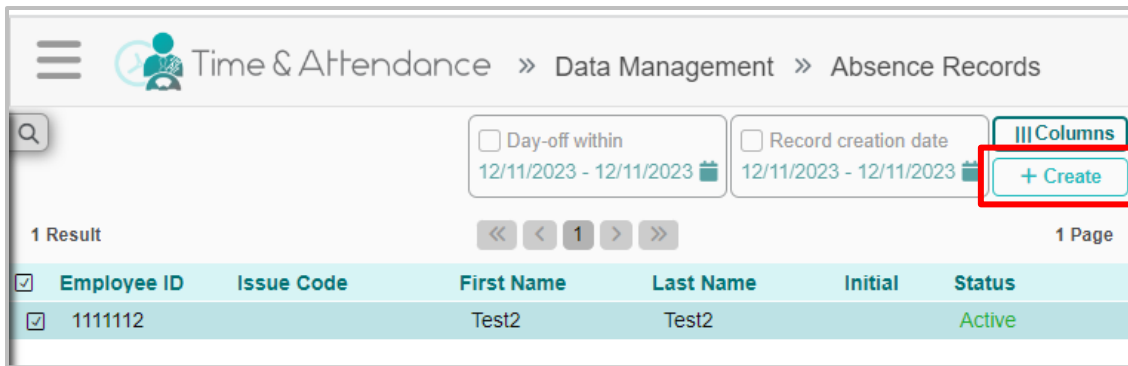 Time & Attendance » Data Management » Absence Records
Day-off within Record creation date Columns
12/11/2023 - 12/11/2023 12/11/2023 - 12/11/2023 + Create
1 Result « < 1 > » 1 Page
Employee ID Issue Code First Name Last Name Initial Status
1111112 Test2 Test2 Active